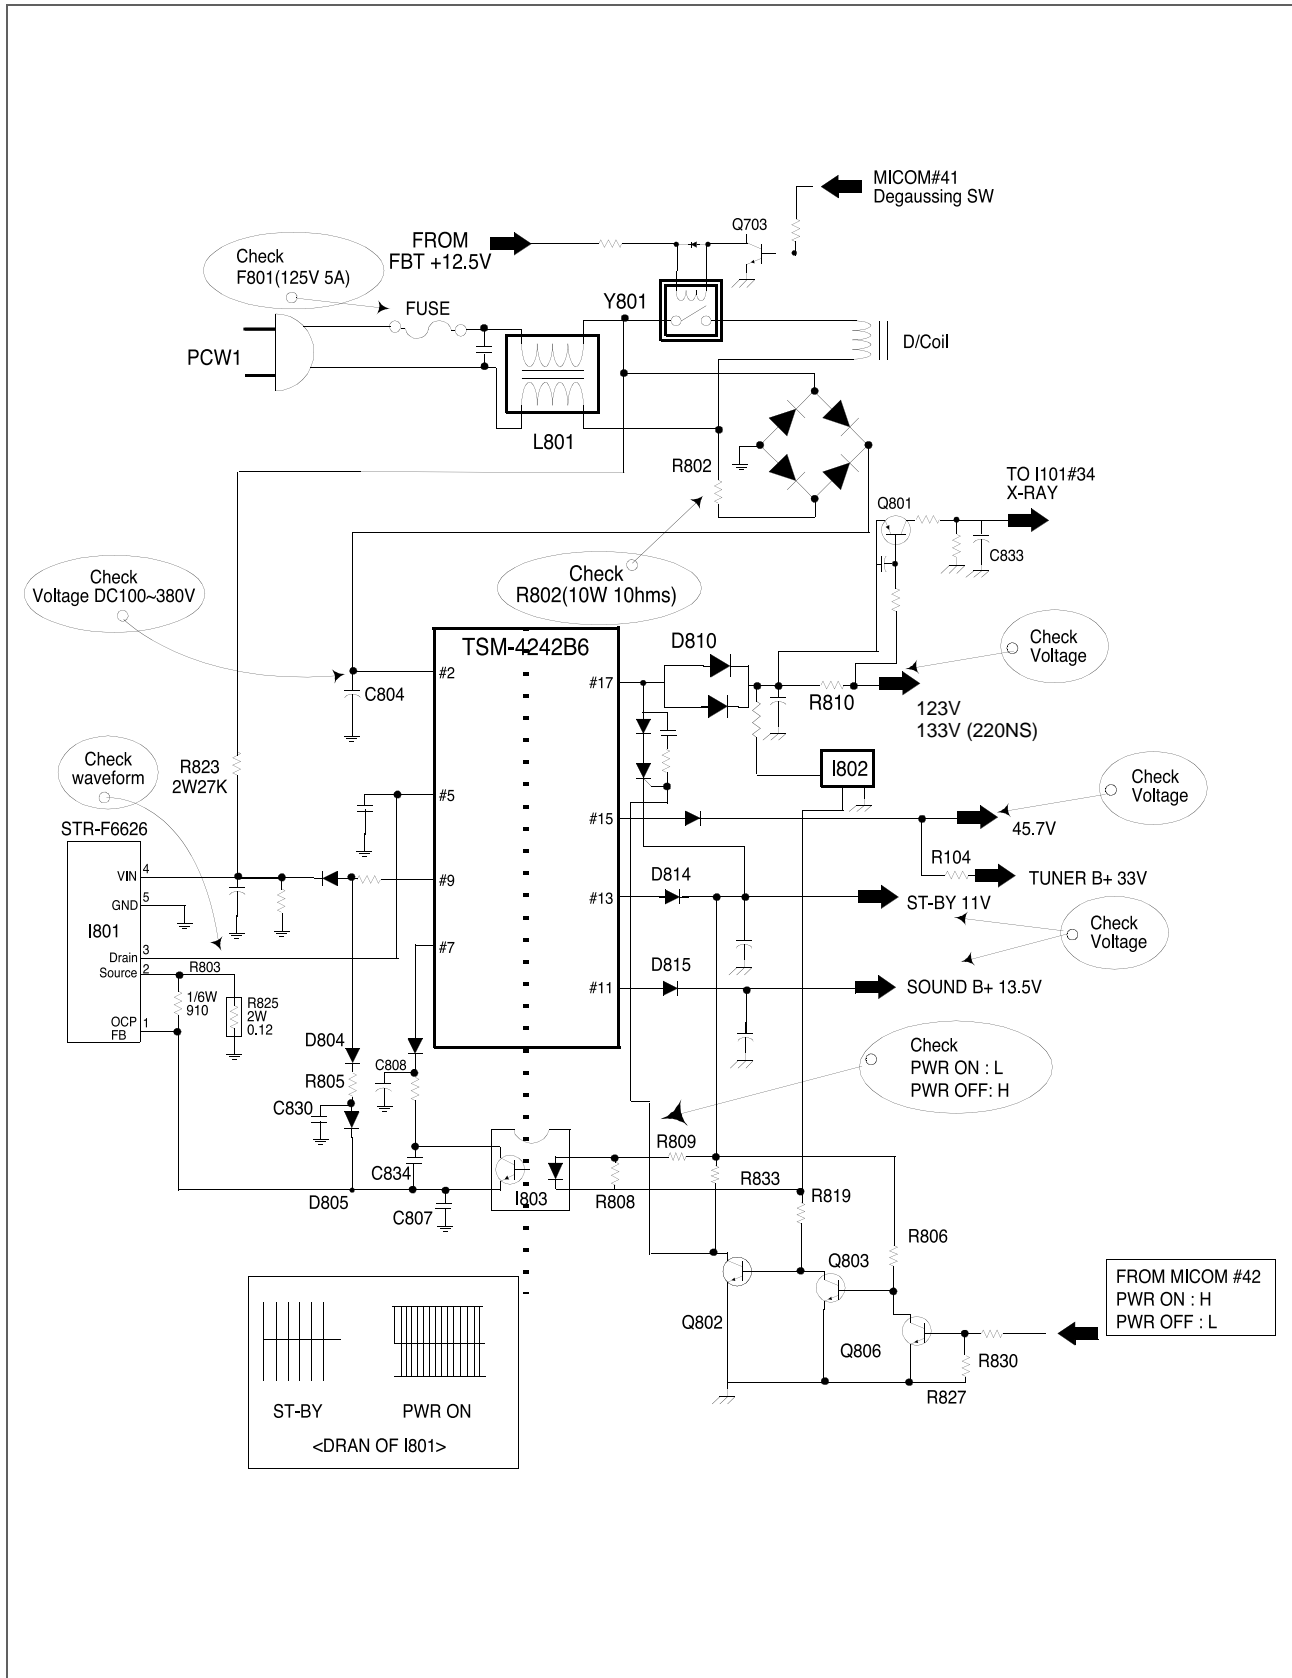 MICOM#41
Degaussing SW
Q703
FROM
FBT +12.5V
Check
F801(125V 5A)
FUSE
Y801
PCW1
D/Coil
L801
R802
TO I101#34
X-RAY
Q801
C833
Check
Voltage DC100~380V
Check
R802(10W 10hms)
TSM-4242B6
D810
Check
Voltage
#2
#17
C804
R810
123V
133V (220NS)
Check
waveform
R823
2W27K
I802
Check
Voltage
#5
#15
45.7V
STR-F6626
R104
VIN
4
#9
D814
TUNER B+ 33V
#13
ST-BY 11V
GND
5
I801
Check
Voltage
#7
Drain
3
Source
2
R803
D815
#11
SOUND B+ 13.5V
1/6W
910
R825
2W
0.12
OCP
FB
1
D804
C808
Check
PWR ON : L
PWR OFF: H
R805
C830
R809
C834
R833
R819
D805
C807
I803
R808
R806
Q803
FROM MICOM #42
PWR ON : H
PWR OFF : L
Q802
Q806
R830
R827
ST-BY
PWR ON
<DRAN OF I801>